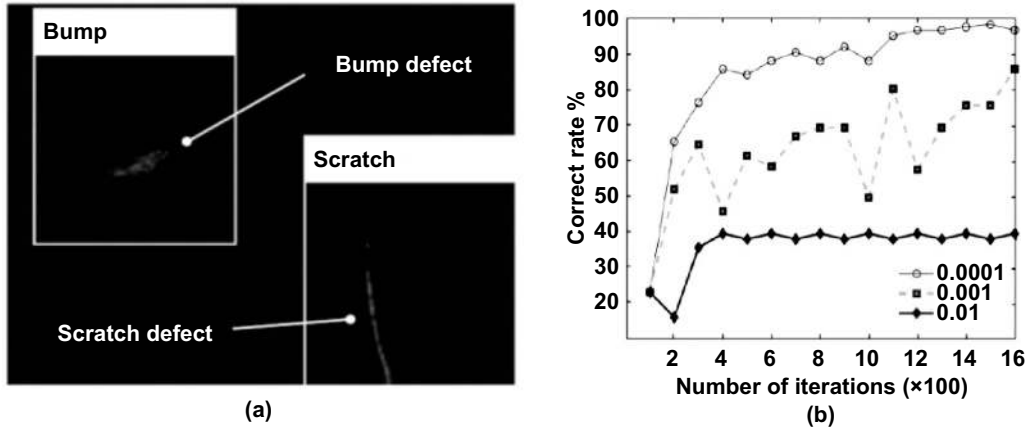 Bump
Bump defect
Scratch
Scratch defect
(a)
100
90
80
70
60
50
40
30
20
Correct rate %
0.0001
0.001
0.01
2 4 6 8 10 12 14 16
Number of iterations (×100)
(b)